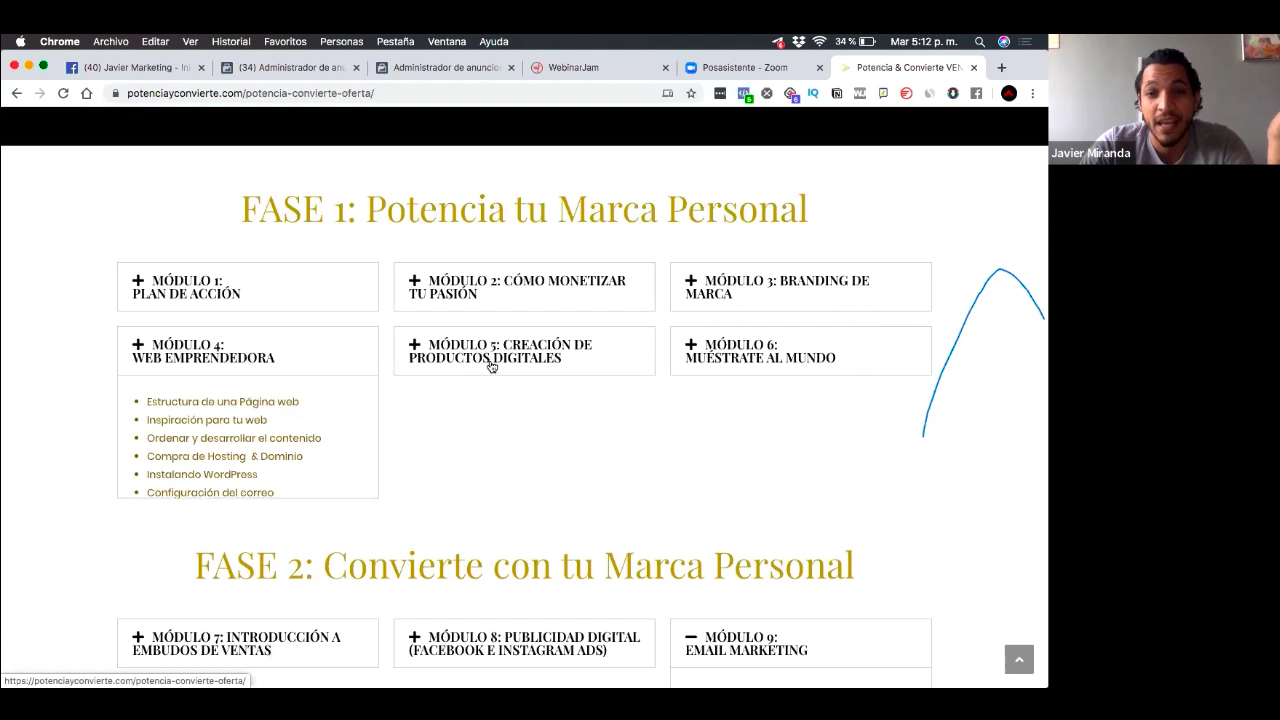 Chrome Archivo Editar Ver Historial Favoritos Personas Pestaña Ventana Ayuda 34 % Mar 5:12 p. m.
(40) Javier Marketing - Ini (34) Administrador de anu Administrador de anuncio WebinarJam Posasistente - Zoom Potencia & Convierte VEN
potenciayconvierte.com/potencia-convierte-oferta/
Javier Miranda
FASE 1: Potencia tu Marca Personal
MÓDULO 1:
PLAN DE ACCIÓN
MÓDULO 2: CÓMO MONETIZAR
TU PASIÓN
MÓDULO 3: BRANDING DE
MARCA
MÓDULO 4:
WEB EMPRENDEDORA
MÓDULO 5: CREACIÓN DE
PRODUCTOS DIGITALES
MÓDULO 6:
MUÉSTRATE AL MUNDO
Estructura de una Página web
Inspiración para tu web
Ordenar y desarrollar el contenido
Compra de Hosting & Dominio
Instalando WordPress
Configuración del correo
FASE 2: Convierte con tu Marca Personal
MÓDULO 7: INTRODUCCIÓN A
EMBUDOS DE VENTAS
MÓDULO 8: PUBLICIDAD DIGITAL
(FACEBOOK E INSTAGRAM ADS)
MÓDULO 9:
EMAIL MARKETING
https://potenciayconvierte.com/potencia-convierte-oferta/